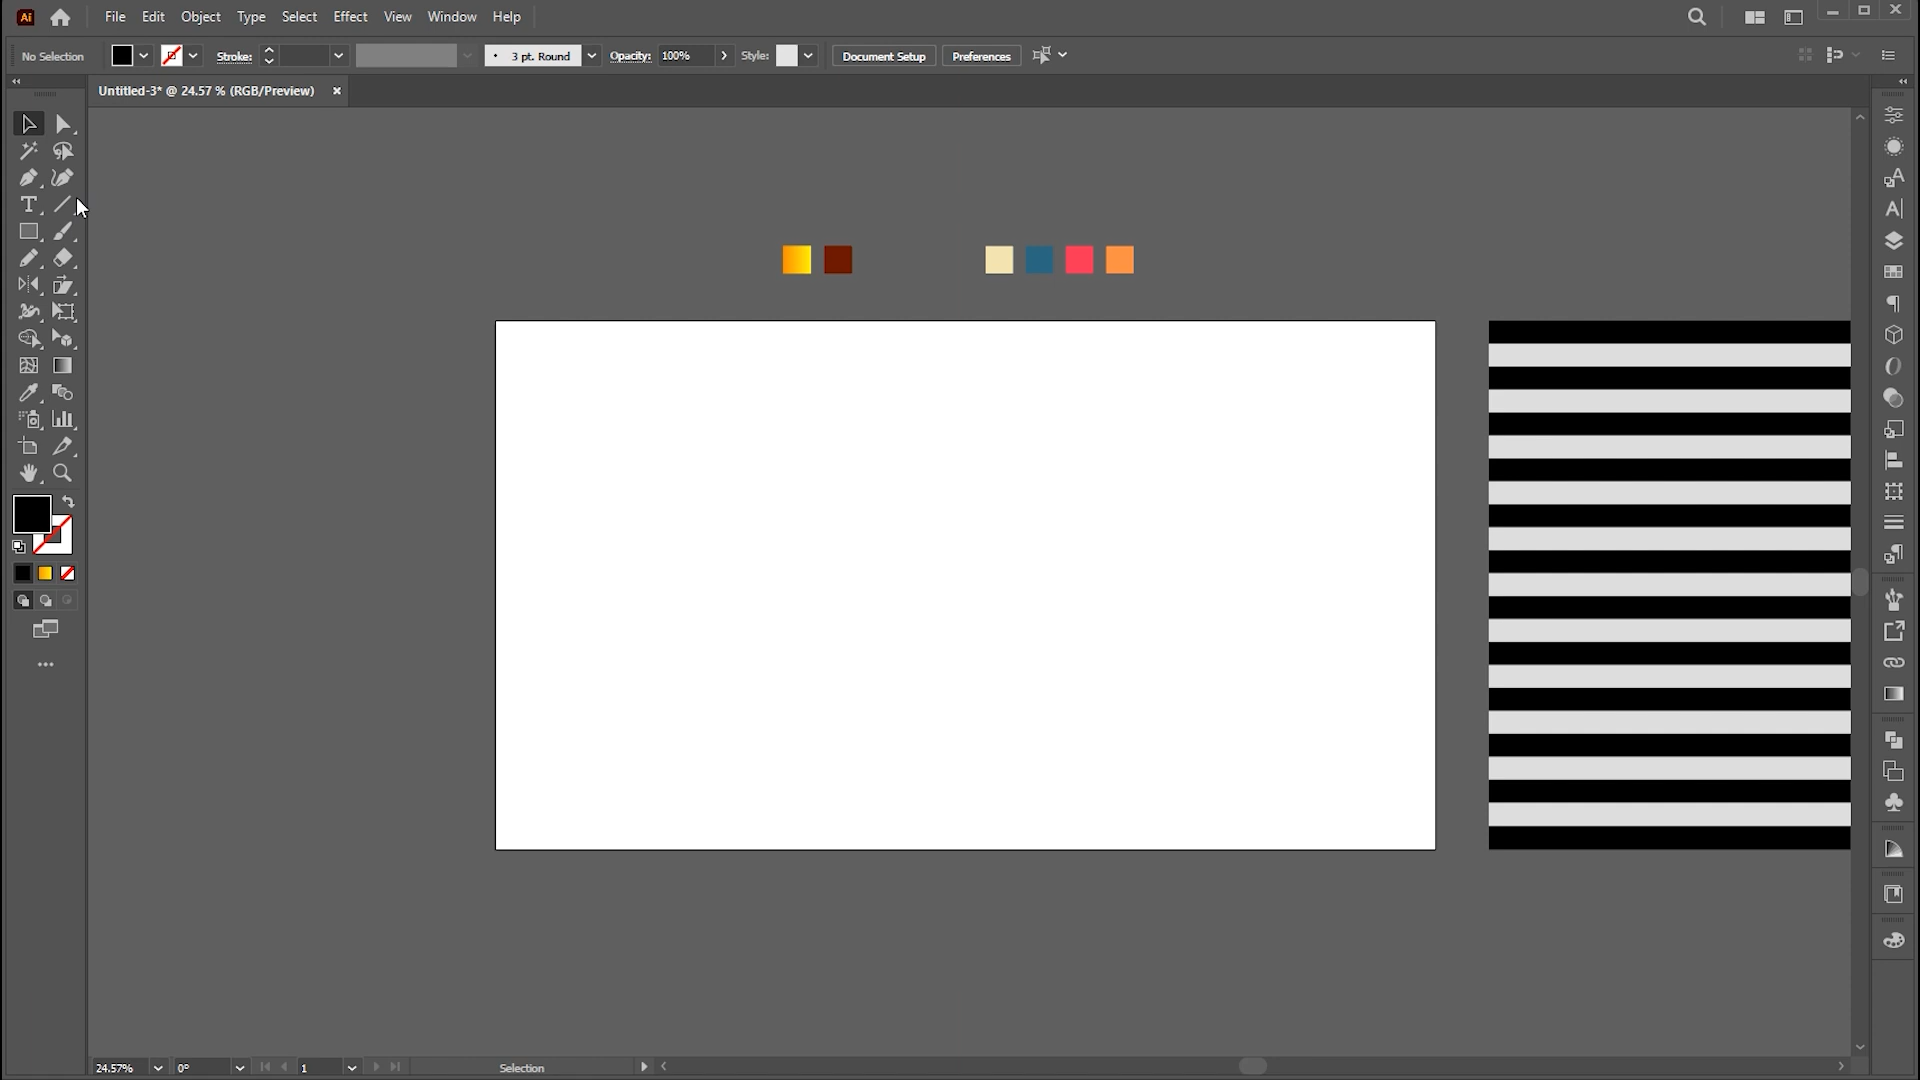 Ai File Edit Object Type Select Effect View Window Help
No Selection Stroke: 3 pt. Round Opacity: 100% Style: Document Setup Preferences
Untitled-3* @ 24.57 % (RGB/Preview)
24.57% 0° 1 Selection